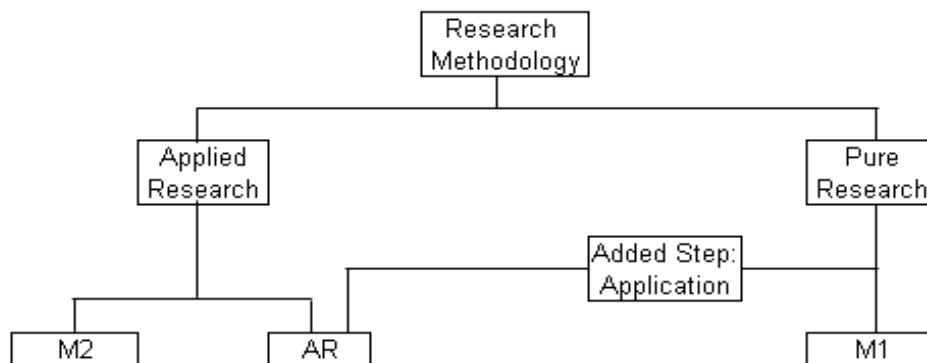 Research
Methodology
Applied
Research
Pure
Research
Added Step:
Application
M2
AR
M1